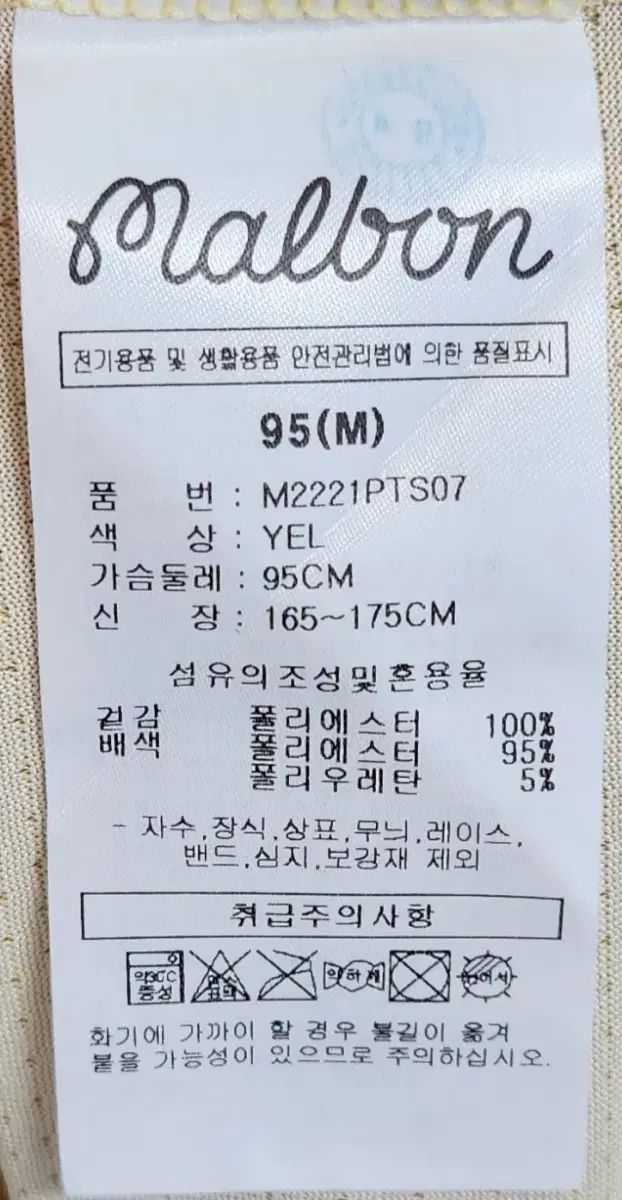 Malbon
전기용품 및 생활용품 안전관리법에 의한 품질표시
95(M)
품 번 : M2221PTS07
색 상 : YEL
가슴둘레 : 95CM
신 장 : 165~175CM
섬유의조성및혼용율
겉감 폴리에스터 100%
배색 폴리에스터 95%
폴리우레탄 5%
- 자수,장식,상표,무늬,레이스,
밴드,심지,보강재 제외
취급주의사항
약30℃ 중성 약하게
화기에 가까이 할 경우 불길이 옮겨
붙을 가능성이 있으므로 주의하십시오.